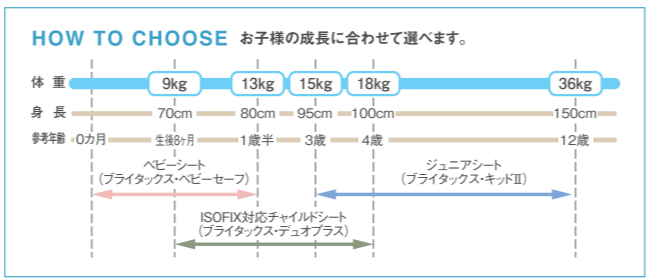 HOW TO CHOOSE お子様の成長に合わせて選べます。
体 重 9kg 13kg 15kg 18kg 36kg
身 長 70cm 80cm 95cm 100cm 150cm
参考年齢 0カ月 生後8ヶ月 1歳半 3歳 4歳 12歳
ベビーシート ジュニアシート
(ブライタックス・ベビーセーフ) (ブライタックス・キッドⅡ)
ISOFIX対応チャイルドシート
(ブライタックス・デュオプラス)